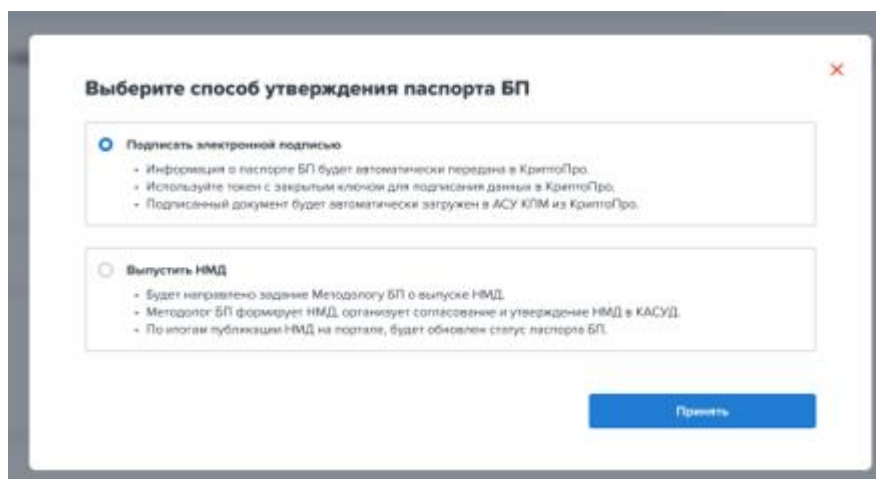 Выберите способ утверждения паспорта БП
Подписать электронной подписью
- Информация о паспорте БП будет автоматически передана в КриптоПро.
- Используйте токен с закрытым ключом для подписания данных в КриптоПро.
- Подписанный документ будет автоматически загружен в АСУ КПМ из КриптоПро.
Выпустить НМД
- Будет направлено задание Методологу БП о выпуске НМД.
- Методолог БП формирует НМД, организует согласование и утверждение НМД в КАСУД.
- По итогам публикации НМД на портале, будет обновлен статус паспорта БП.
Принять